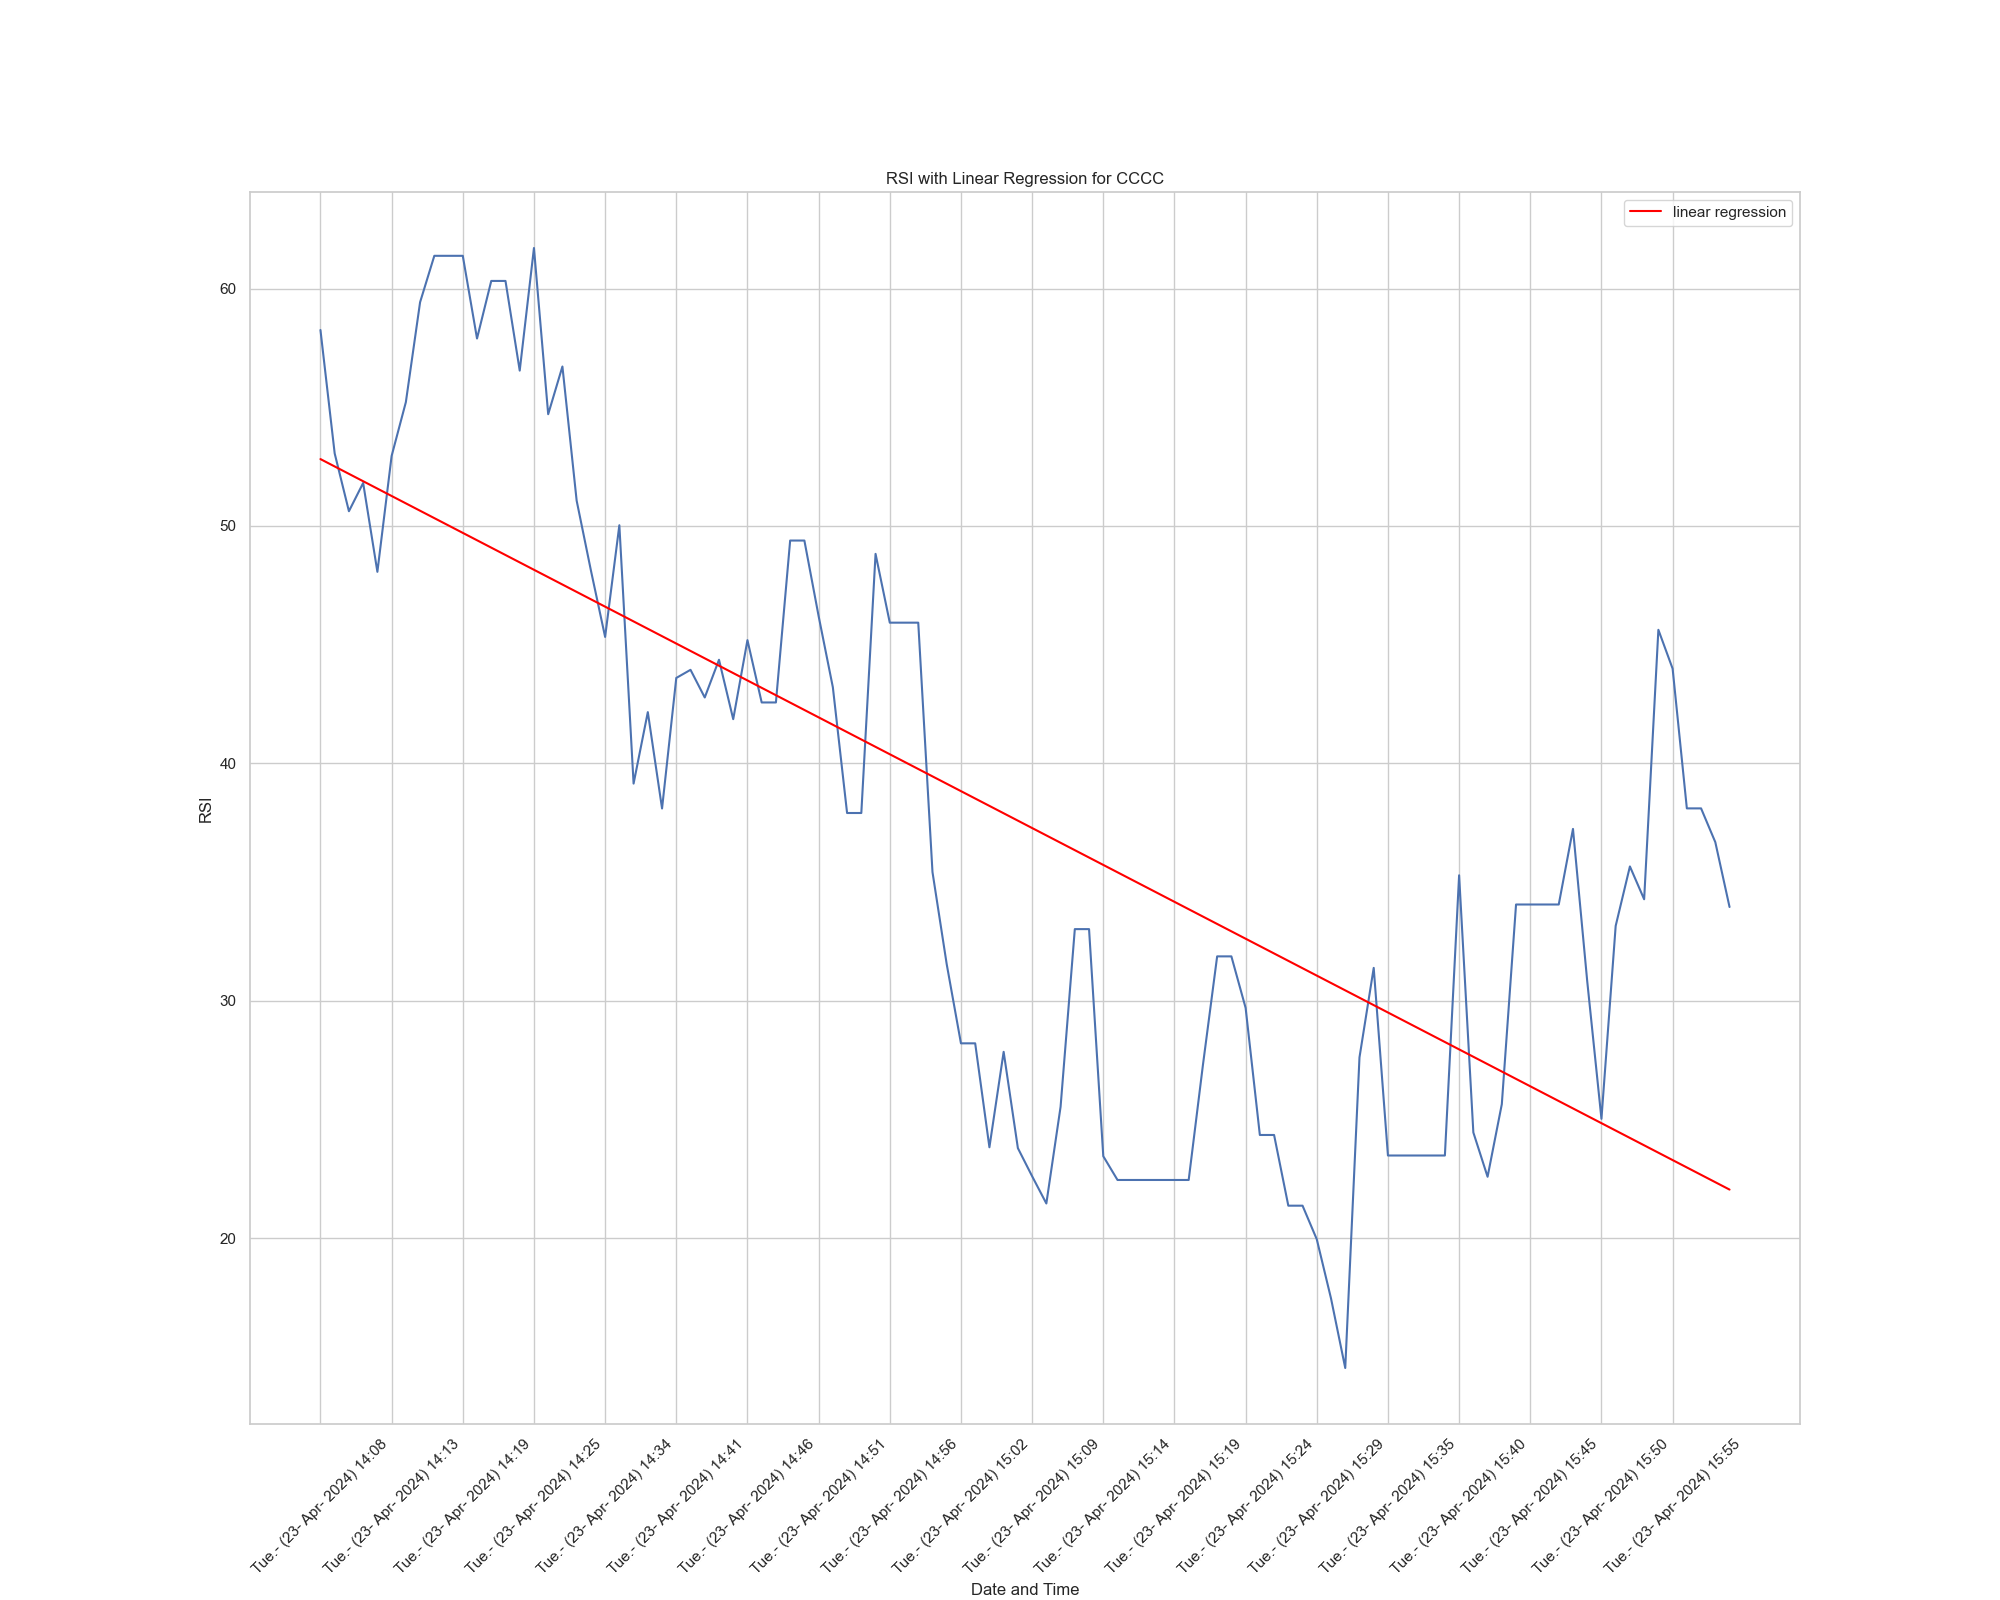 RSI with Linear Regression for CCCC
linear regression
60
50
40
30
20
RSI
Tue.- (23- Apr- 2024) 14:08
Tue.- (23- Apr- 2024) 14:13
Tue.- (23- Apr- 2024) 14:19
Tue.- (23- Apr- 2024) 14:25
Tue.- (23- Apr- 2024) 14:34
Tue.- (23- Apr- 2024) 14:41
Tue.- (23- Apr- 2024) 14:46
Tue.- (23- Apr- 2024) 14:51
Tue.- (23- Apr- 2024) 14:56
Tue.- (23- Apr- 2024) 15:02
Tue.- (23- Apr- 2024) 15:09
Tue.- (23- Apr- 2024) 15:14
Tue.- (23- Apr- 2024) 15:19
Tue.- (23- Apr- 2024) 15:24
Tue.- (23- Apr- 2024) 15:29
Tue.- (23- Apr- 2024) 15:35
Tue.- (23- Apr- 2024) 15:40
Tue.- (23- Apr- 2024) 15:45
Tue.- (23- Apr- 2024) 15:50
Tue.- (23- Apr- 2024) 15:55
Date and Time